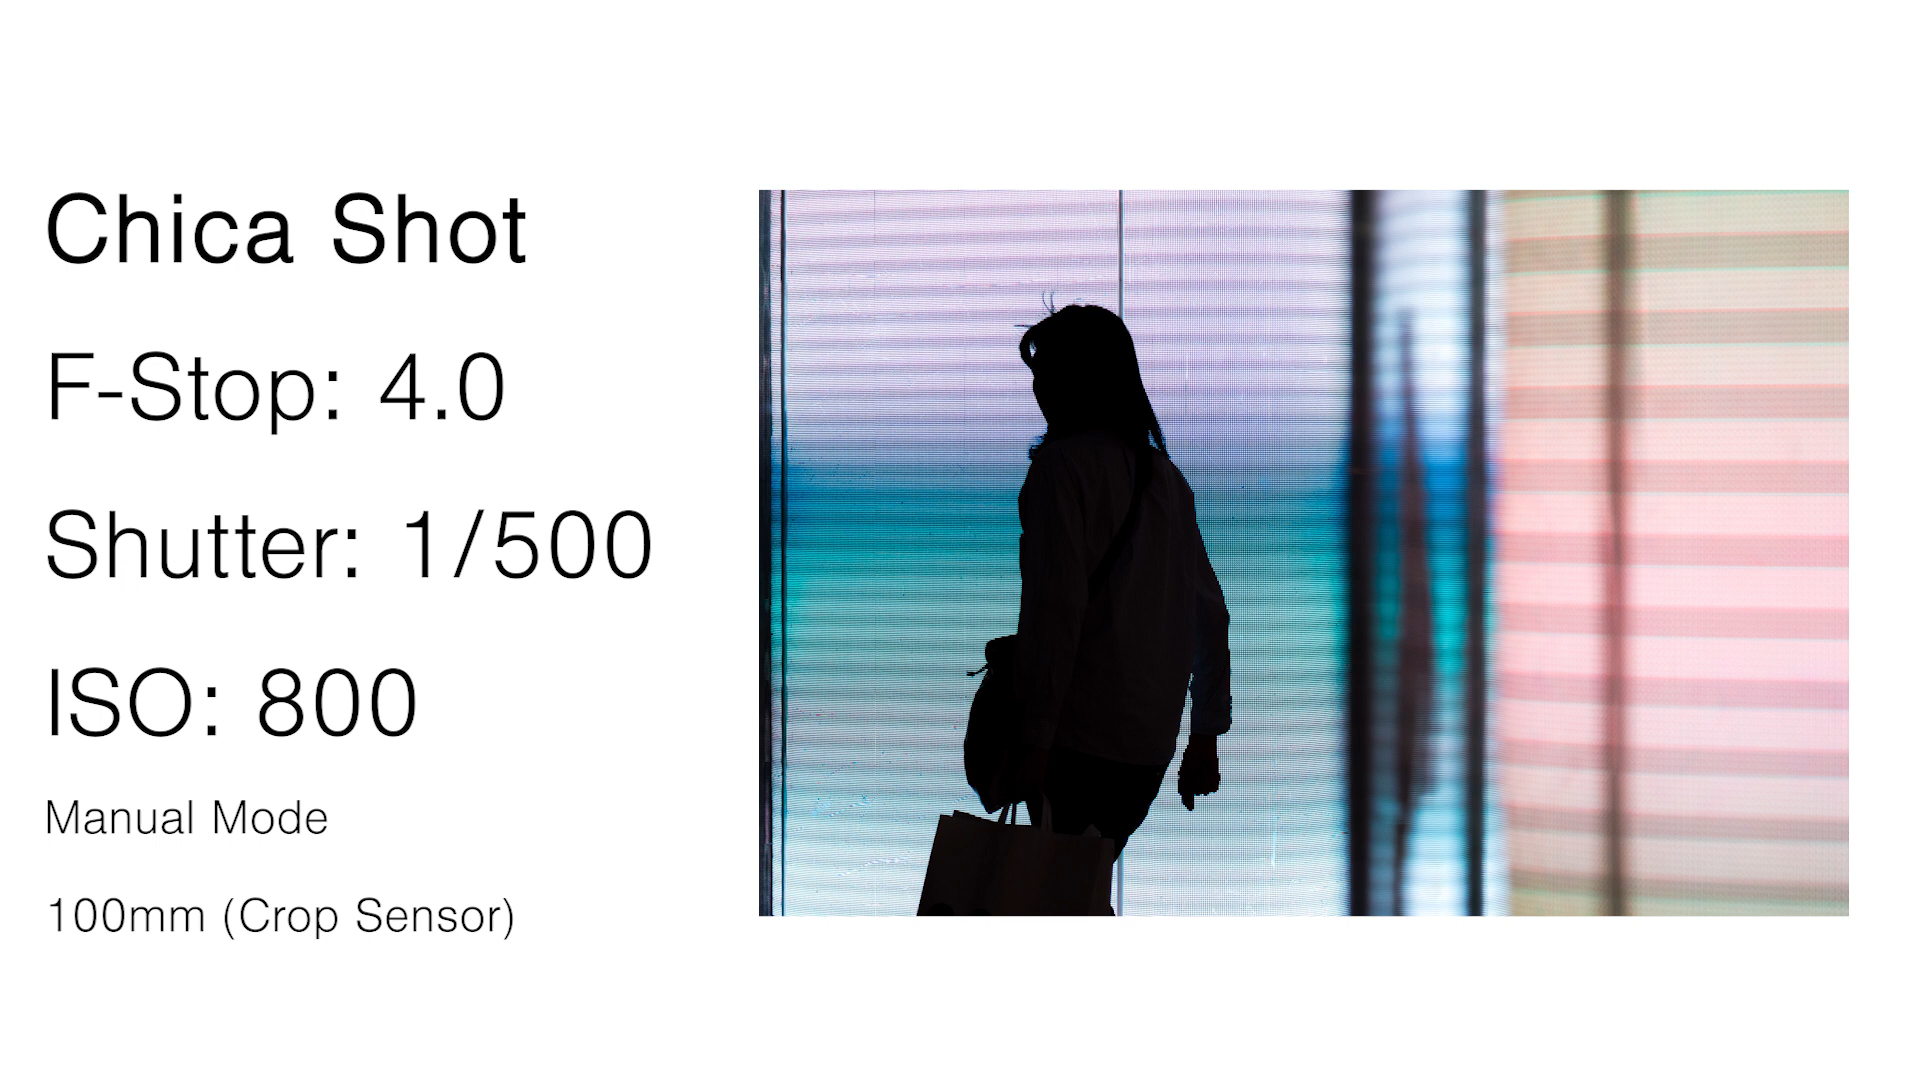 Chica Shot
F-Stop: 4.0
Shutter: 1/500
ISO: 800
Manual Mode
100mm (Crop Sensor)